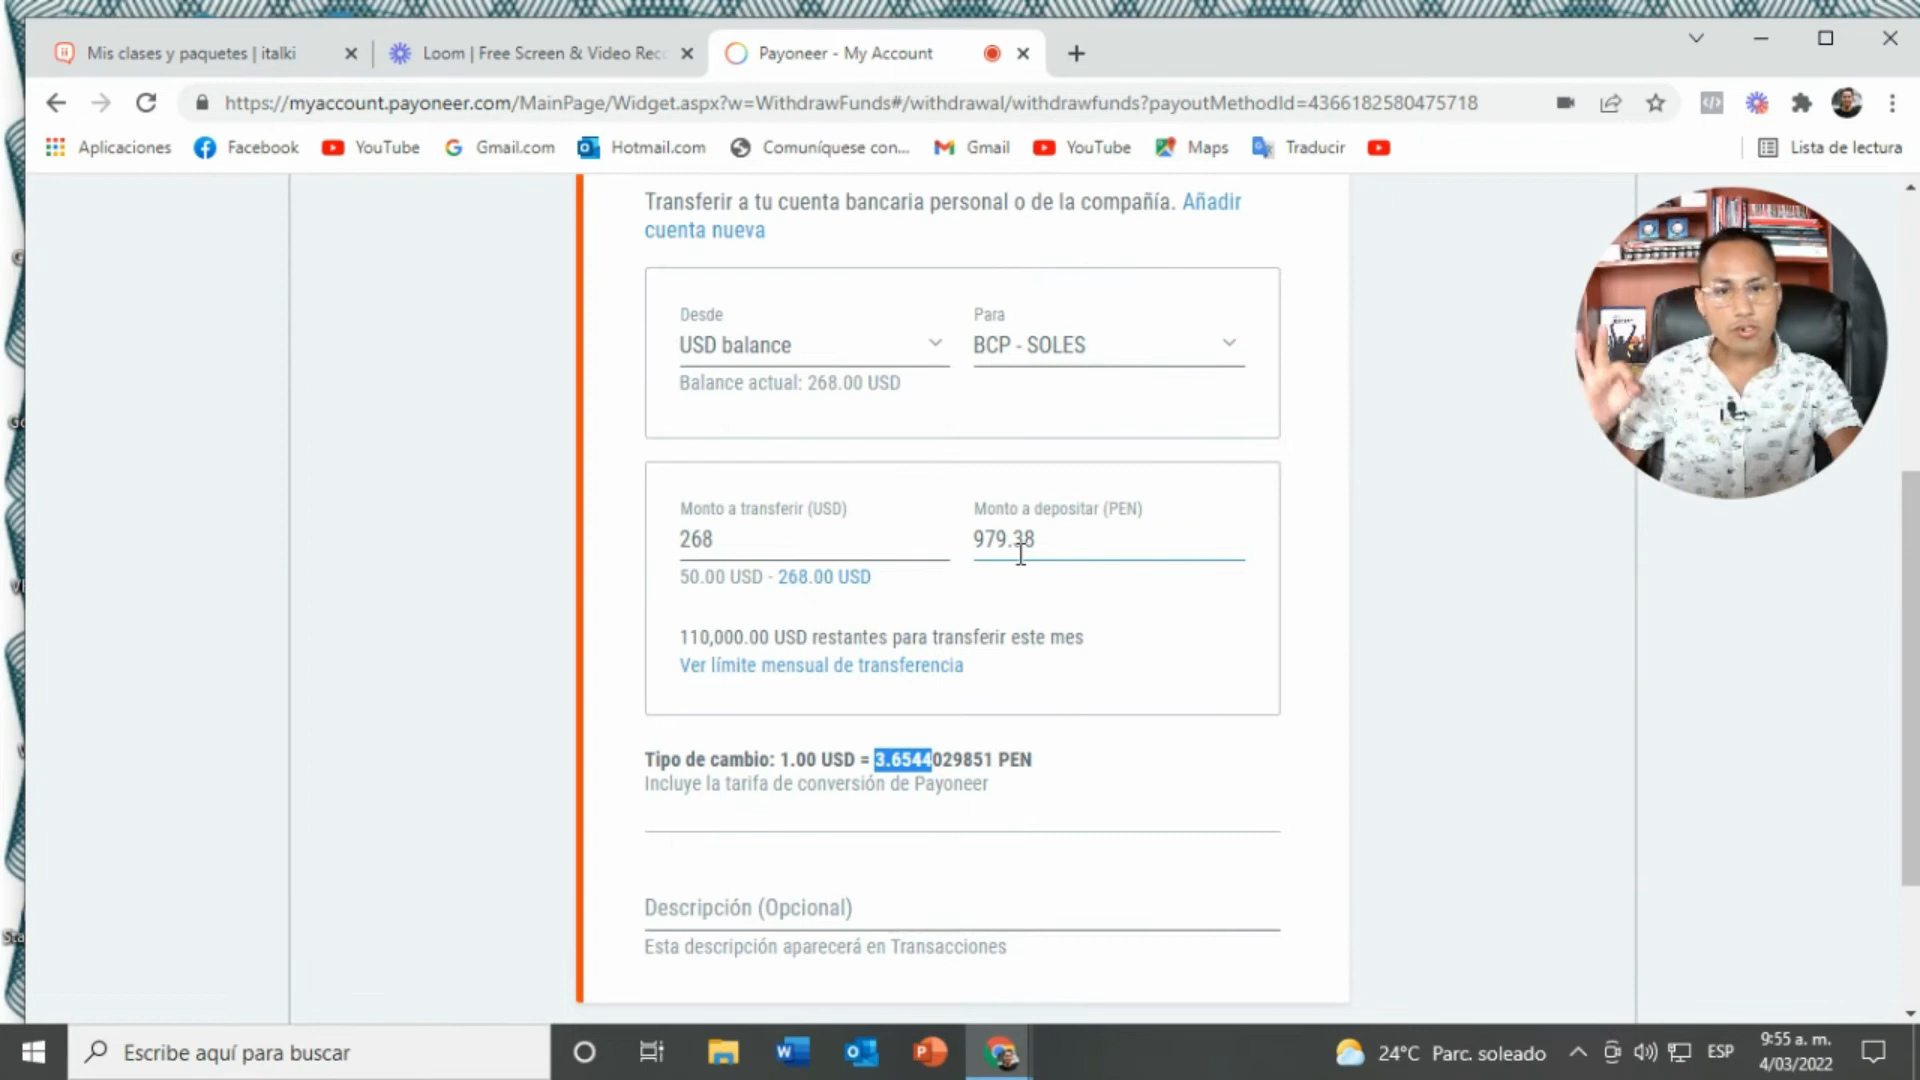 Mis clases y paquetes | italki
Loom | Free Screen & Video Rec
Payoneer - My Account
https://myaccount.payoneer.com/MainPage/Widget.aspx?w=WithdrawFunds#/withdrawal/withdrawfunds?payoutMethodId=4366182580475718
Aplicaciones
Facebook
YouTube
Gmail.com
Hotmail.com
Comuníquese con...
Gmail
YouTube
Maps
Traducir
Lista de lectura
Transferir a tu cuenta bancaria personal o de la compañía. Añadir
cuenta nueva
Desde
Para
USD balance
BCP - SOLES
Balance actual: 268.00 USD
Monto a transferir (USD)
Monto a depositar (PEN)
268
979.38
50.00 USD - 268.00 USD
110,000.00 USD restantes para transferir este mes
Ver límite mensual de transferencia
Tipo de cambio: 1.00 USD = 3.6544029851 PEN
Incluye la tarifa de conversión de Payoneer
Descripción (Opcional)
Esta descripción aparecerá en Transacciones
Escribe aquí para buscar
24°C Parc. soleado
ESP
9:55 a. m.
4/03/2022